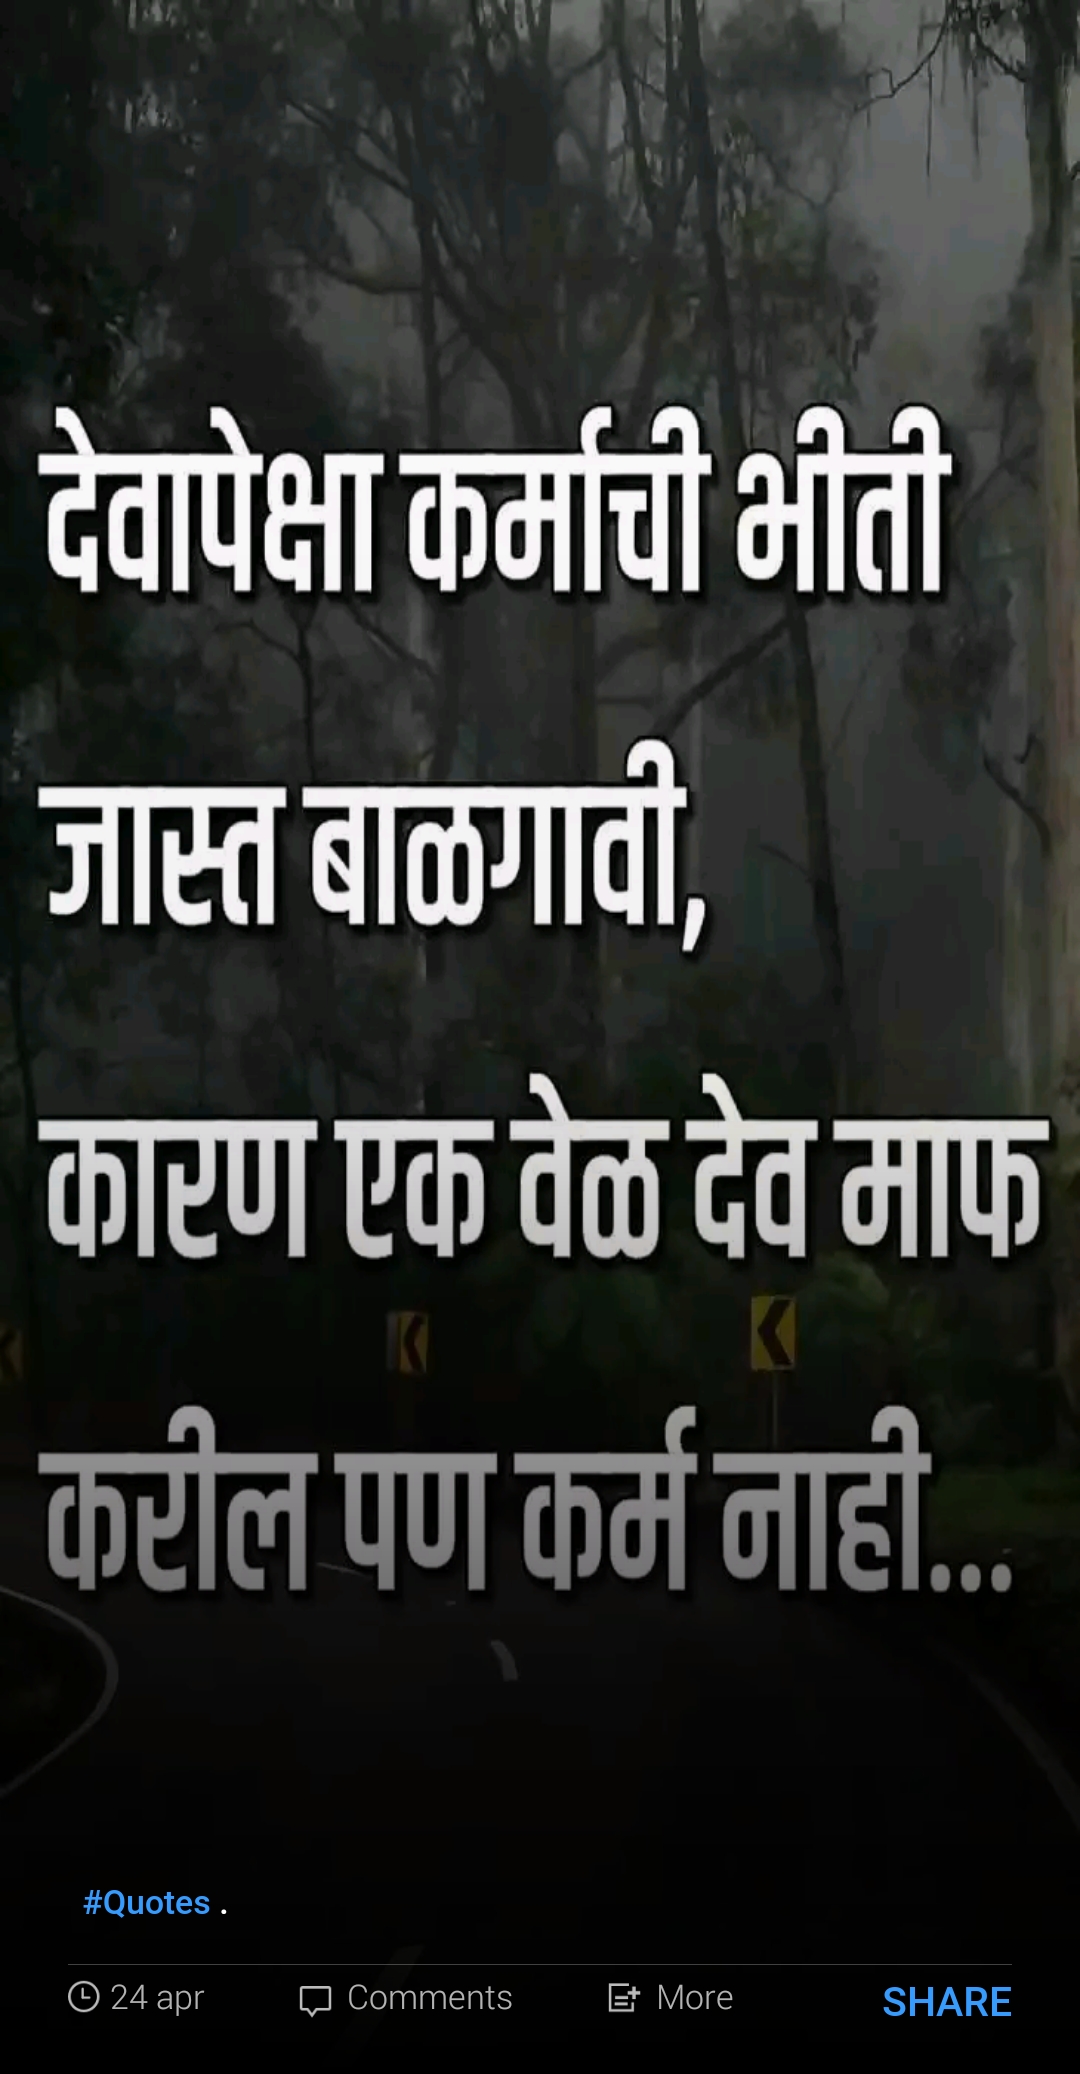 देवापेक्षा कर्माची भीती
जास्त बाळगावी,
कारण एक वेळ देव माफ
करील पण कर्म नाही...
#Quotes .
24 apr Comments More SHARE